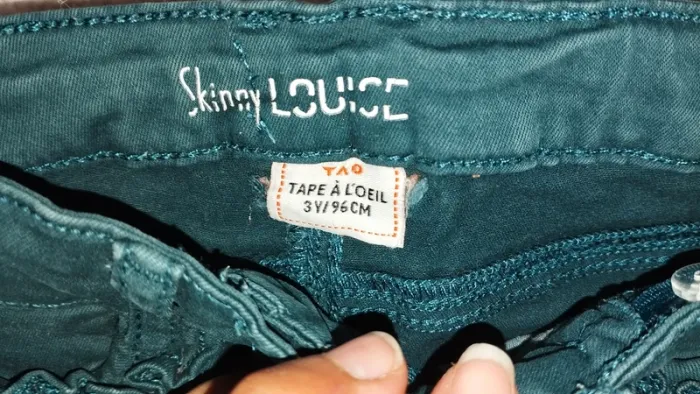 Skinny LOUISE
TAO
TAPE À L'OEIL
3Y/96CM